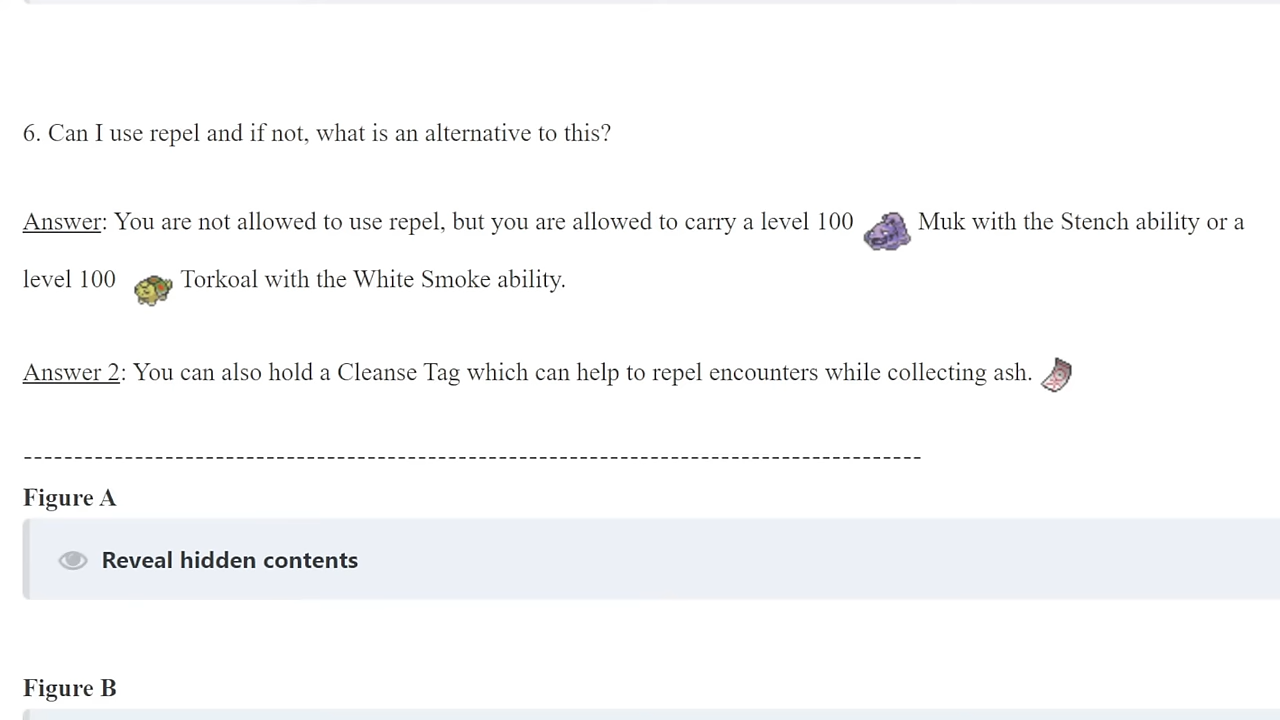 6. Can I use repel and if not, what is an alternative to this?
Answer: You are not allowed to use repel, but you are allowed to carry a level 100 Muk with the Stench ability or a
level 100 Torkoal with the White Smoke ability.
Answer 2: You can also hold a Cleanse Tag which can help to repel encounters while collecting ash.
-----------------------------------------------------------------------------------------
Figure A
Reveal hidden contents
Figure B